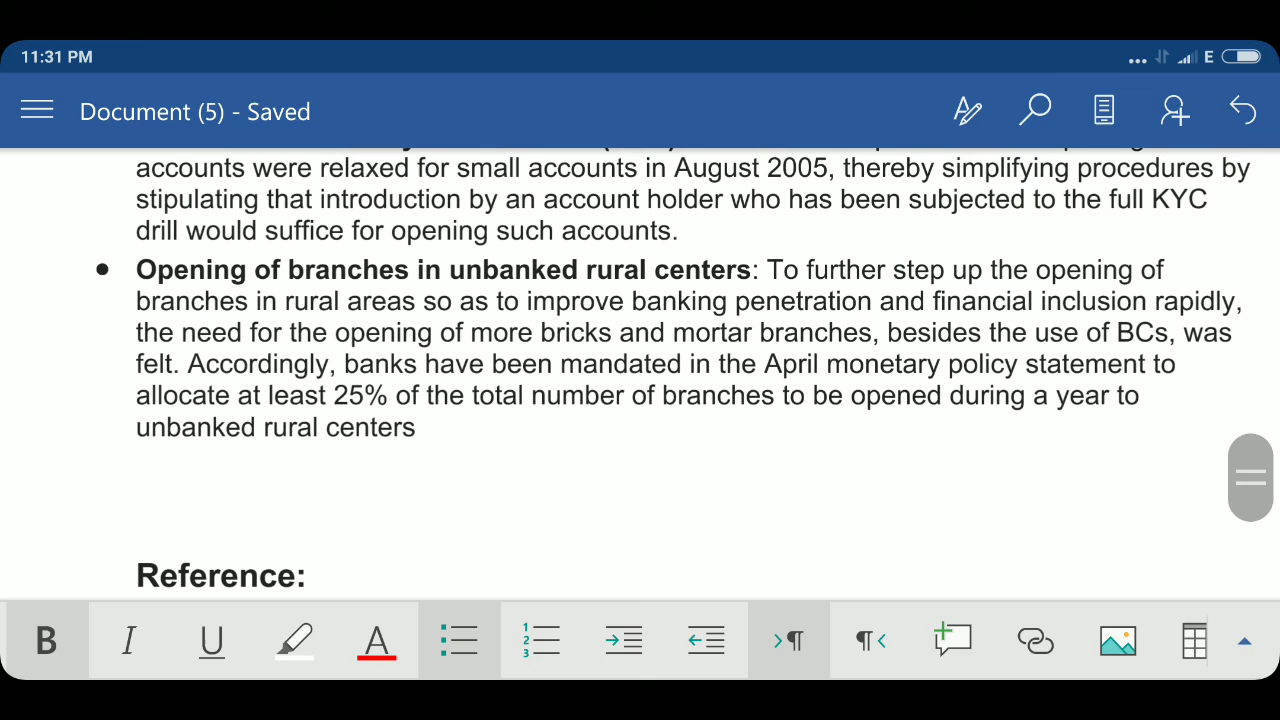 11:31 PM
E
Document (5) - Saved
accounts were relaxed for small accounts in August 2005, thereby simplifying procedures by
stipulating that introduction by an account holder who has been subjected to the full KYC
drill would suffice for opening such accounts.
• Opening of branches in unbanked rural centers: To further step up the opening of
branches in rural areas so as to improve banking penetration and financial inclusion rapidly,
the need for the opening of more bricks and mortar branches, besides the use of BCs, was
felt. Accordingly, banks have been mandated in the April monetary policy statement to
allocate at least 25% of the total number of branches to be opened during a year to
unbanked rural centers
Reference:
B I U A